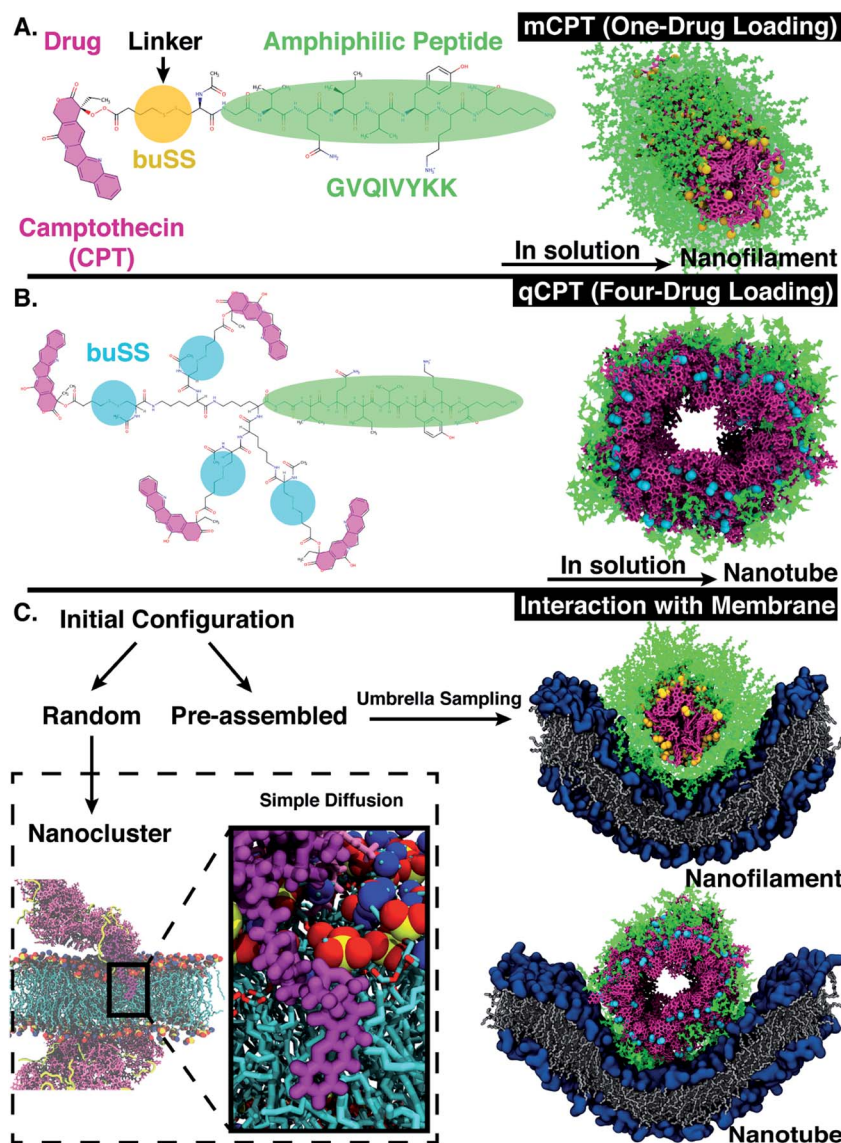 A.
Drug
Linker
Amphiphilic Peptide
mCPT (One-Drug Loading)
buSS
GVQIVYKK
Camptothecin
(CPT)
In solution
Nanofilament
B.
qCPT (Four-Drug Loading)
buSS
In solution
Nanotube
C.
Interaction with Membrane
Initial Configuration
Random
Pre-assembled
Umbrella Sampling
Nanocluster
Simple Diffusion
Nanofilament
Nanotube